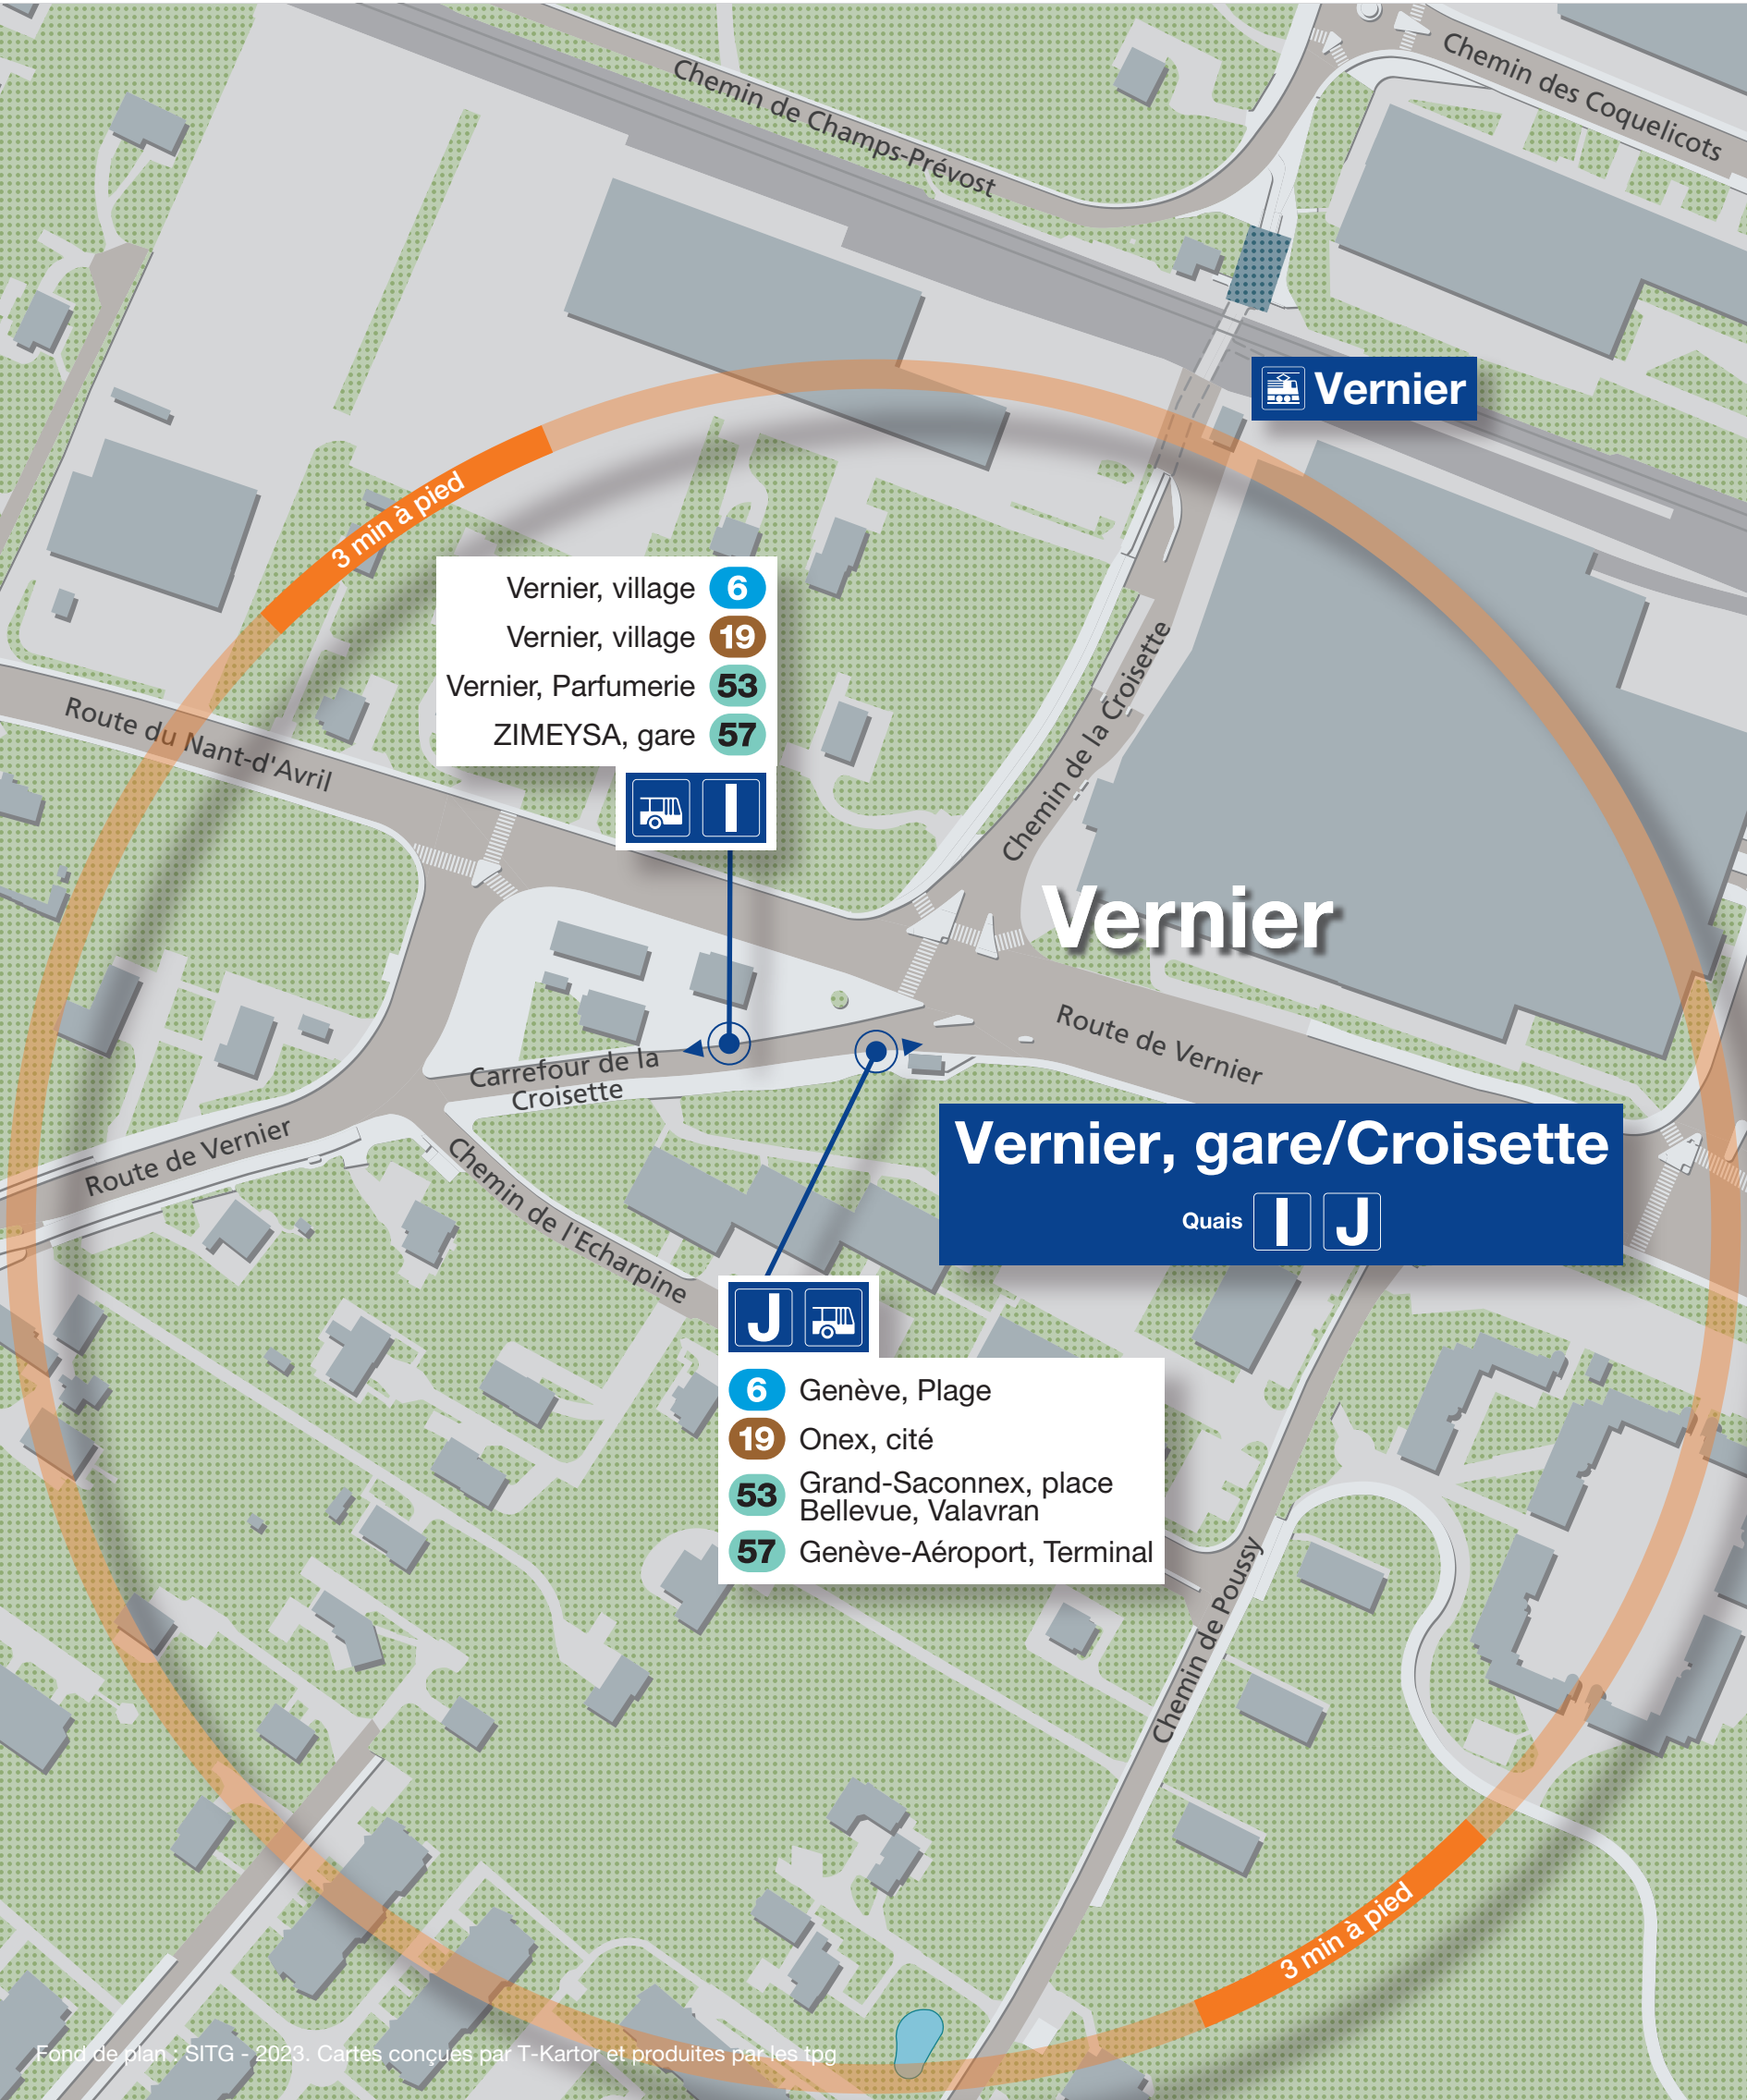 Chemin des Coquelicots
Chemin de Champs-Prévost
Vernier
3 min à pied
Vernier, village 6
Vernier, village 19
Vernier, Parfumerie 53
ZIMEYSA, gare 57
I
Route du Nant-d'Avril
Chemin de la Croisette
Vernier
Route de Vernier
Carrefour de la
Croisette
Route de Vernier
Chemin de l'Echarpine
Vernier, gare/Croisette
Quais I J
J
6 Genève, Plage
19 Onex, cité
53 Grand-Saconnex, place
Bellevue, Valavran
57 Genève-Aéroport, Terminal
Chemin de Poussy
3 min à pied
Fond de plan : SITG - 2023. Cartes conçues par T-Kartor et produites par les tpg